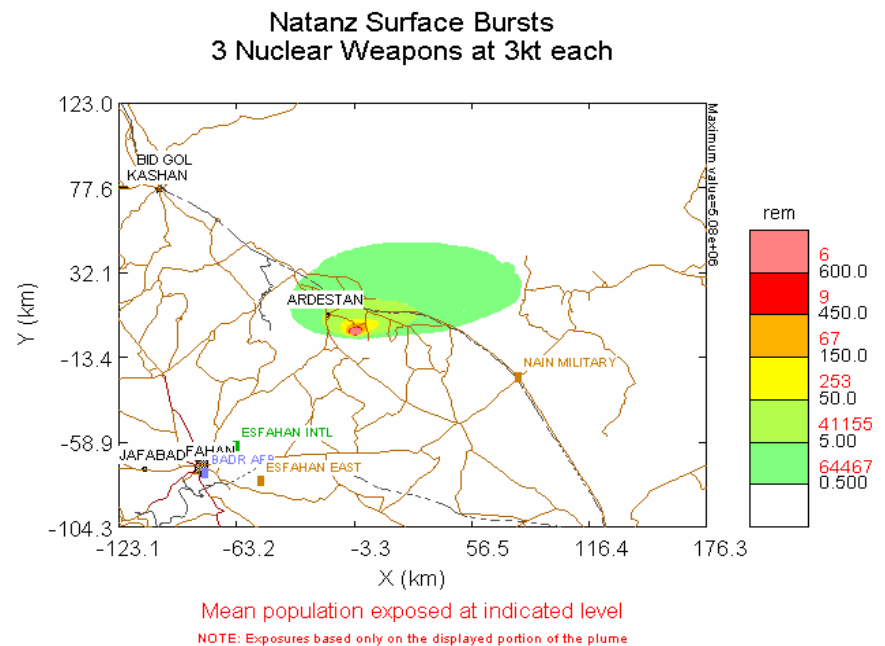 Natanz Surface Bursts
3 Nuclear Weapons at 3kt each
123.0
77.6
32.1
-13.4
-58.9
-104.3
Y (km)
BID GOL
KASHAN
ARDESTAN
NAIN MILITARY
ESFAHAN INTL
JAFABAD
FAHAN
BADR AFB
ESFAHAN EAST
-123.1 -63.2 -3.3 56.5 116.4 176.3
X (km)
Maximum value=5.08e+06
rem
6
600.0
9
450.0
67
150.0
253
50.0
41155
5.00
64467
0.500
Mean population exposed at indicated level
NOTE: Exposures based only on the displayed portion of the plume